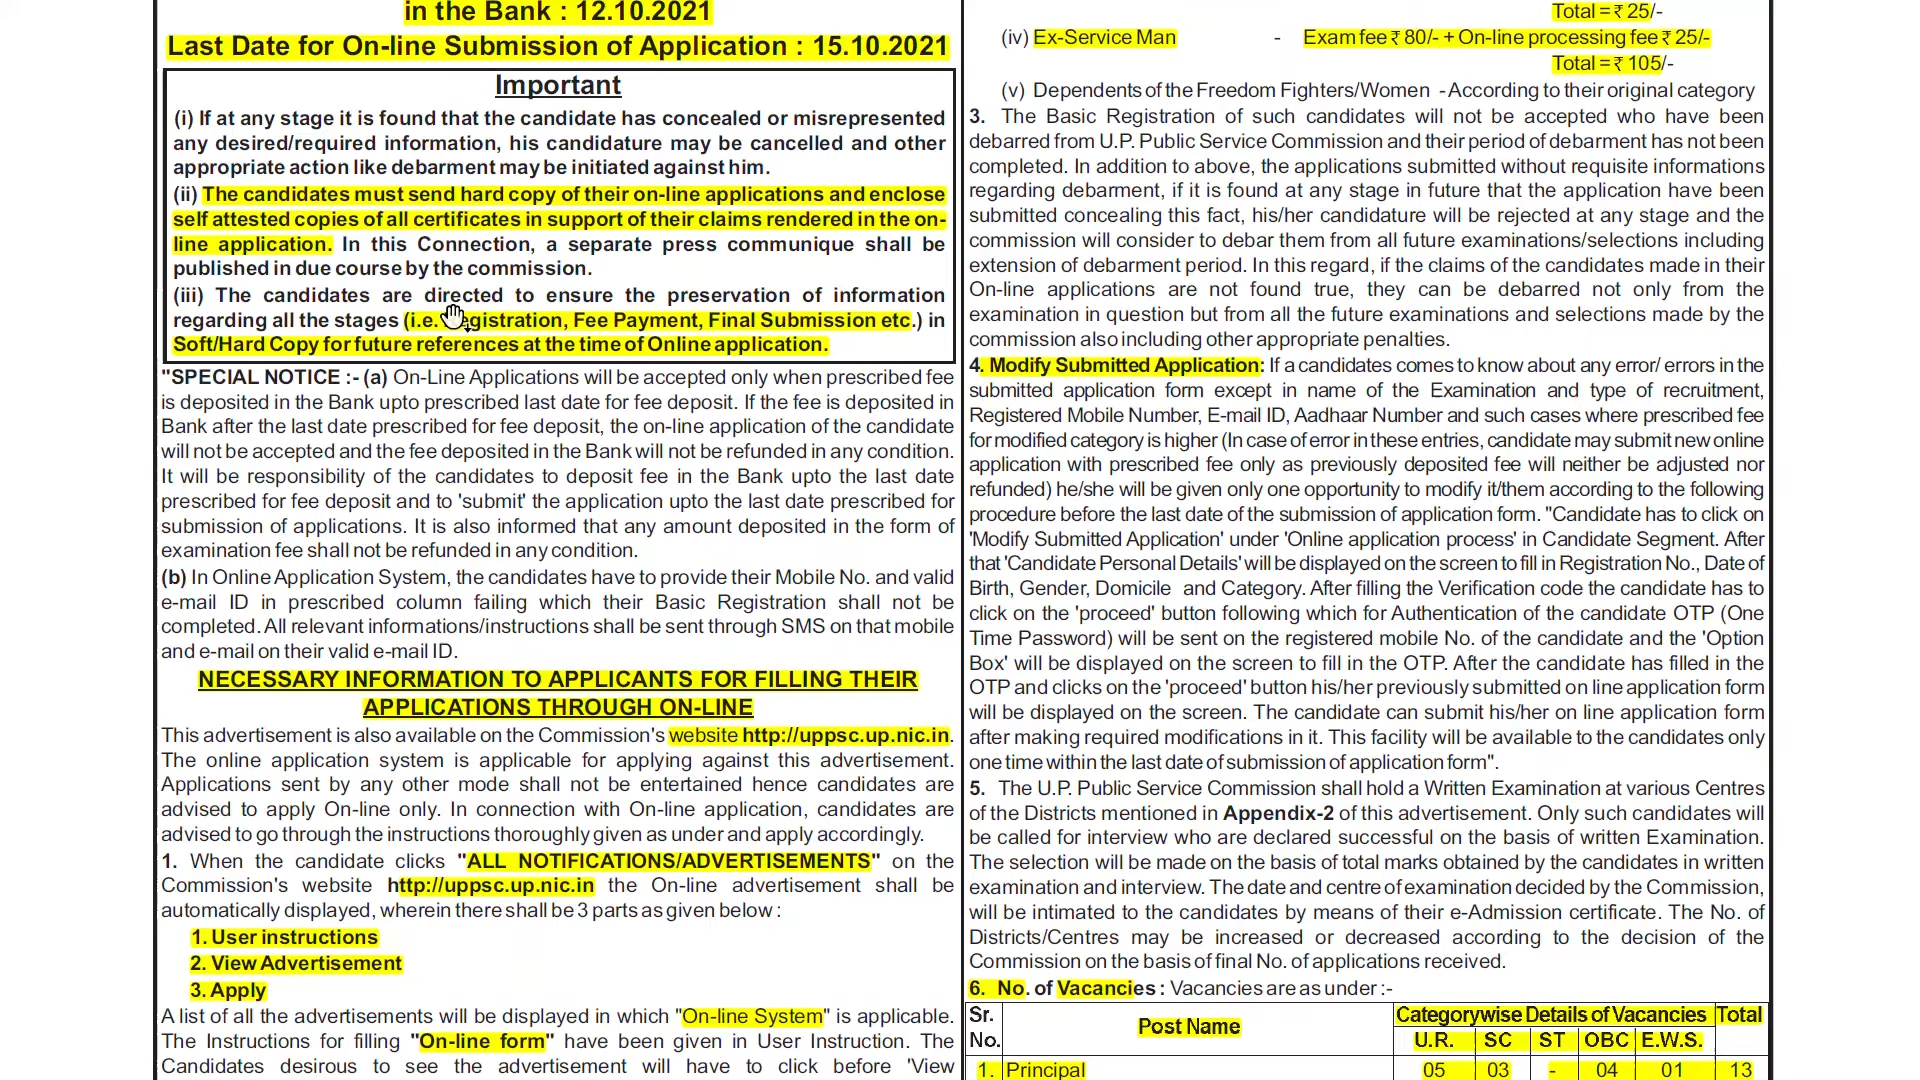 in the Bank : 12.10.2021
Last Date for On-line Submission of Application : 15.10.2021
Important
(i) If at any stage it is found that the candidate has concealed or misrepresented
any desired/required information, his candidature may be cancelled and other
appropriate action like debarment may be initiated against him.
(ii) The candidates must send hard copy of their on-line applications and enclose
self attested copies of all certificates in support of their claims rendered in the on-
line application. In this Connection, a separate press communique shall be
published in due course by the commission.
(iii) The candidates are directed to ensure the preservation of information
regarding all the stages (i.e. Registration, Fee Payment, Final Submission etc.) in
Soft/Hard Copy for future references at the time of Online application.
"SPECIAL NOTICE :- (a) On-Line Applications will be accepted only when prescribed fee
is deposited in the Bank upto prescribed last date for fee deposit. If the fee is deposited in
Bank after the last date prescribed for fee deposit, the on-line application of the candidate
will not be accepted and the fee deposited in the Bank will not be refunded in any condition.
It will be responsibility of the candidates to deposit fee in the Bank upto the last date
prescribed for fee deposit and to 'submit' the application upto the last date prescribed for
submission of applications. It is also informed that any amount deposited in the form of
examination fee shall not be refunded in any condition.
(b) In Online Application System, the candidates have to provide their Mobile No. and valid
e-mail ID in prescribed column failing which their Basic Registration shall not be
completed. All relevant informations/instructions shall be sent through SMS on that mobile
and e-mail on their valid e-mail ID.
NECESSARY INFORMATION TO APPLICANTS FOR FILLING THEIR
APPLICATIONS THROUGH ON-LINE
This advertisement is also available on the Commission's website http://uppsc.up.nic.in.
The online application system is applicable for applying against this advertisement.
Applications sent by any other mode shall not be entertained hence candidates are
advised to apply On-line only. In connection with On-line application, candidates are
advised to go through the instructions thoroughly given as under and apply accordingly.
1. When the candidate clicks "ALL NOTIFICATIONS/ADVERTISEMENTS" on the
Commission's website http://uppsc.up.nic.in the On-line advertisement shall be
automatically displayed, wherein there shall be 3 parts as given below :
1. User instructions
2. View Advertisement
3. Apply
A list of all the advertisements will be displayed in which "On-line System" is applicable.
The Instructions for filling "On-line form" have been given in User Instruction. The
Candidates desirous to see the advertisement will have to click before 'View
Total = ₹ 25/-
(iv) Ex-Service Man - Exam fee ₹ 80/- + On-line processing fee ₹ 25/-
Total = ₹ 105/-
(v) Dependents of the Freedom Fighters/Women - According to their original category
3. The Basic Registration of such candidates will not be accepted who have been
debarred from U.P. Public Service Commission and their period of debarment has not been
completed. In addition to above, the applications submitted without requisite informations
regarding debarment, if it is found at any stage in future that the application have been
submitted concealing this fact, his/her candidature will be rejected at any stage and the
commission will consider to debar them from all future examinations/selections including
extension of debarment period. In this regard, if the claims of the candidates made in their
On-line applications are not found true, they can be debarred not only from the
examination in question but from all the future examinations and selections made by the
commission also including other appropriate penalties.
4. Modify Submitted Application: If a candidates comes to know about any error/ errors in the
submitted application form except in name of the Examination and type of recruitment,
Registered Mobile Number, E-mail ID, Aadhaar Number and such cases where prescribed fee
for modified category is higher (In case of error in these entries, candidate may submit new online
application with prescribed fee only as previously deposited fee will neither be adjusted nor
refunded) he/she will be given only one opportunity to modify it/them according to the following
procedure before the last date of the submission of application form. "Candidate has to click on
'Modify Submitted Application' under 'Online application process' in Candidate Segment. After
that 'Candidate Personal Details' will be displayed on the screen to fill in Registration No., Date of
Birth, Gender, Domicile and Category. After filling the Verification code the candidate has to
click on the 'proceed' button following which for Authentication of the candidate OTP (One
Time Password) will be sent on the registered mobile No. of the candidate and the 'Option
Box' will be displayed on the screen to fill in the OTP. After the candidate has filled in the
OTP and clicks on the 'proceed' button his/her previously submitted on line application form
will be displayed on the screen. The candidate can submit his/her on line application form
after making required modifications in it. This facility will be available to the candidates only
one time within the last date of submission of application form".
5. The U.P. Public Service Commission shall hold a Written Examination at various Centres
of the Districts mentioned in Appendix-2 of this advertisement. Only such candidates will
be called for interview who are declared successful on the basis of written Examination.
The selection will be made on the basis of total marks obtained by the candidates in written
examination and interview. The date and centre of examination decided by the Commission,
will be intimated to the candidates by means of their e-Admission certificate. The No. of
Districts/Centres may be increased or decreased according to the decision of the
Commission on the basis of final No. of applications received.
6. No. of Vacancies : Vacancies are as under :-
Sr. No. Post Name Categorywise Details of Vacancies Total
U.R. SC ST OBC E.W.S.
1. Principal 05 03 - 04 01 13